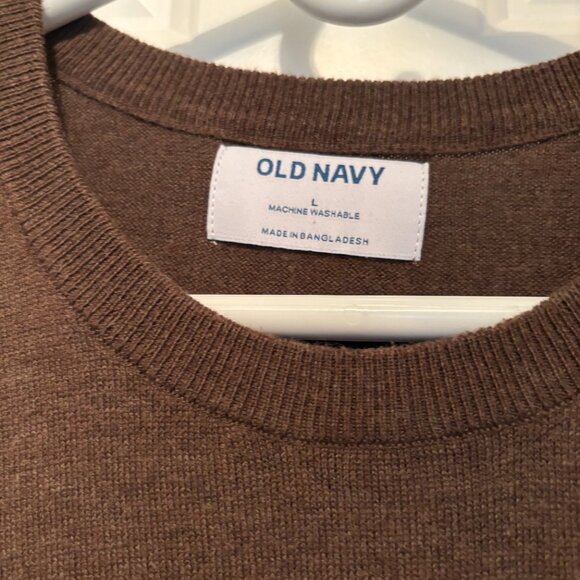 OLD NAVY
L
MACHINE WASHABLE
MADE IN BANGLADESH